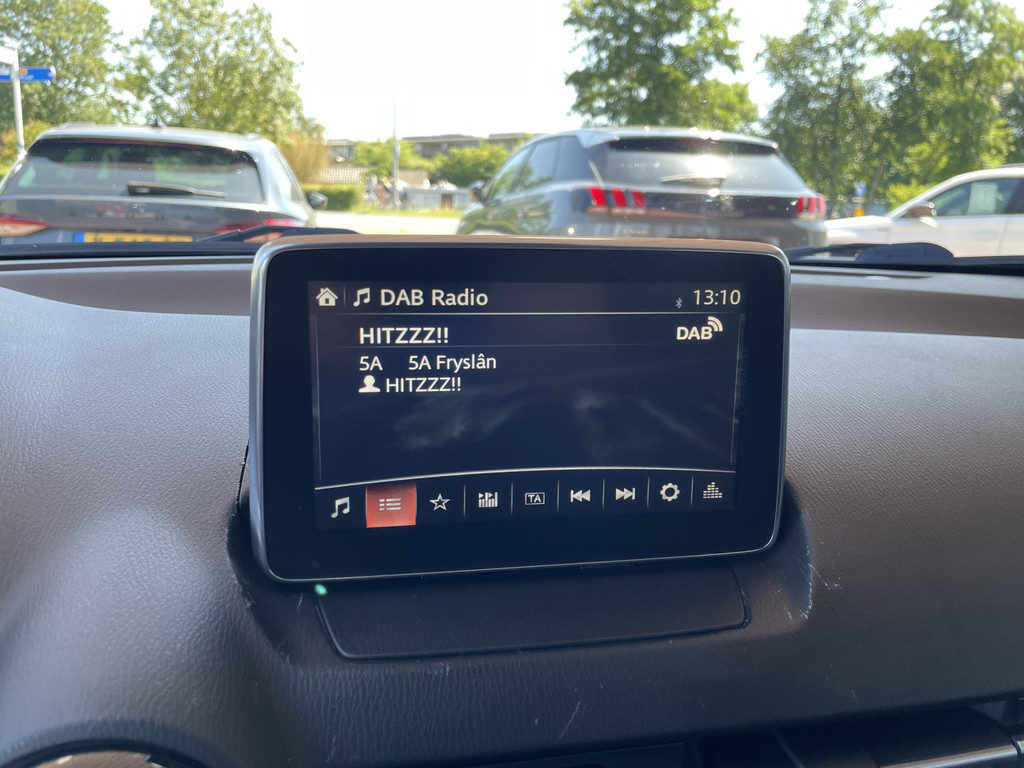 DAB Radio 13:10
HITZZZ!! DAB
5A 5A Fryslân
HITZZZ!!
TA